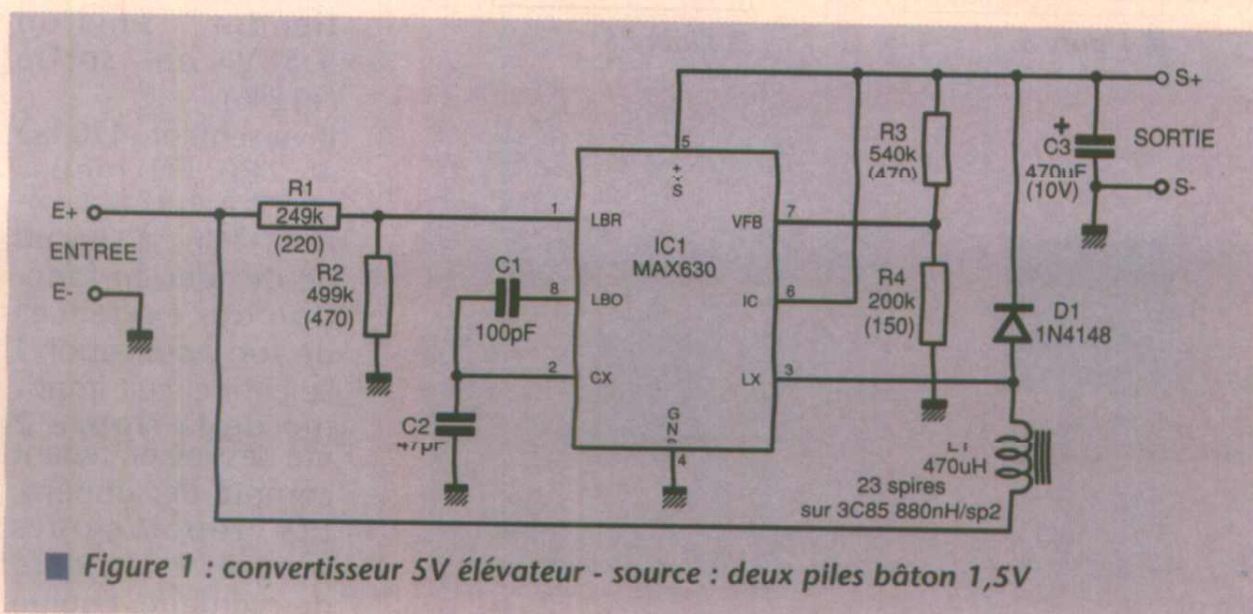 S+
5
+
S
R3
540k
(470)
+
C3
470uF
(10V)
SORTIE
S-
R1
249k
(220)
E+
ENTREE
E-
R2
499k
(470)
1
LBR
VFB
7
IC1
MAX630
C1
100pF
8
LBO
IC
6
R4
200k
(150)
D1
1N4148
2
CX
LX
3
C2
47pF
4
470uH
23 spires
sur 3C85 880nH/sp2
Figure 1 : convertisseur 5V élévateur - source : deux piles bâton 1,5V